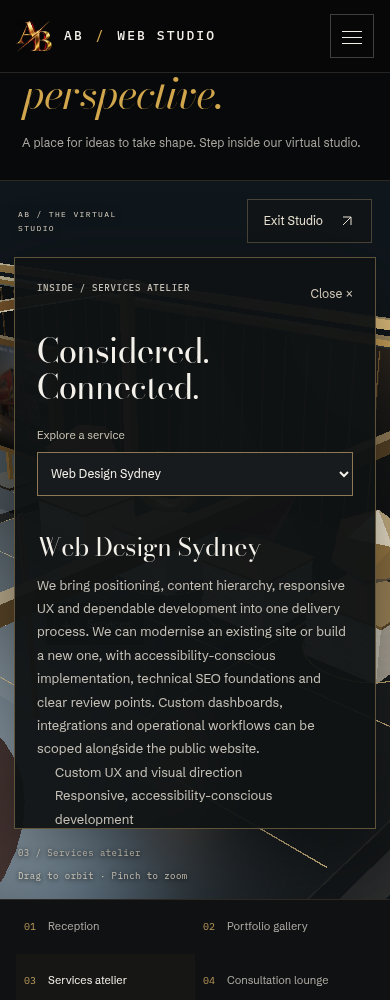 AB AB / WEB STUDIO
perspective.
A place for ideas to take shape. Step inside our virtual studio.
AB / THE VIRTUAL
STUDIO
Exit Studio
INSIDE / SERVICES ATELIER
Close ×
Considered.
Connected.
Explore a service
Web Design Sydney
Web Design Sydney
We bring positioning, content hierarchy, responsive
UX and dependable development into one delivery
process. We can modernise an existing site or build
a new one, with accessibility-conscious
implementation, technical SEO foundations and
clear review points. Custom dashboards,
integrations and operational workflows can be
scoped alongside the public website.
Custom UX and visual direction
Responsive, accessibility-conscious
development
03 / Services atelier
Drag to orbit · Pinch to zoom
01 Reception
02 Portfolio gallery
03 Services atelier
04 Consultation lounge